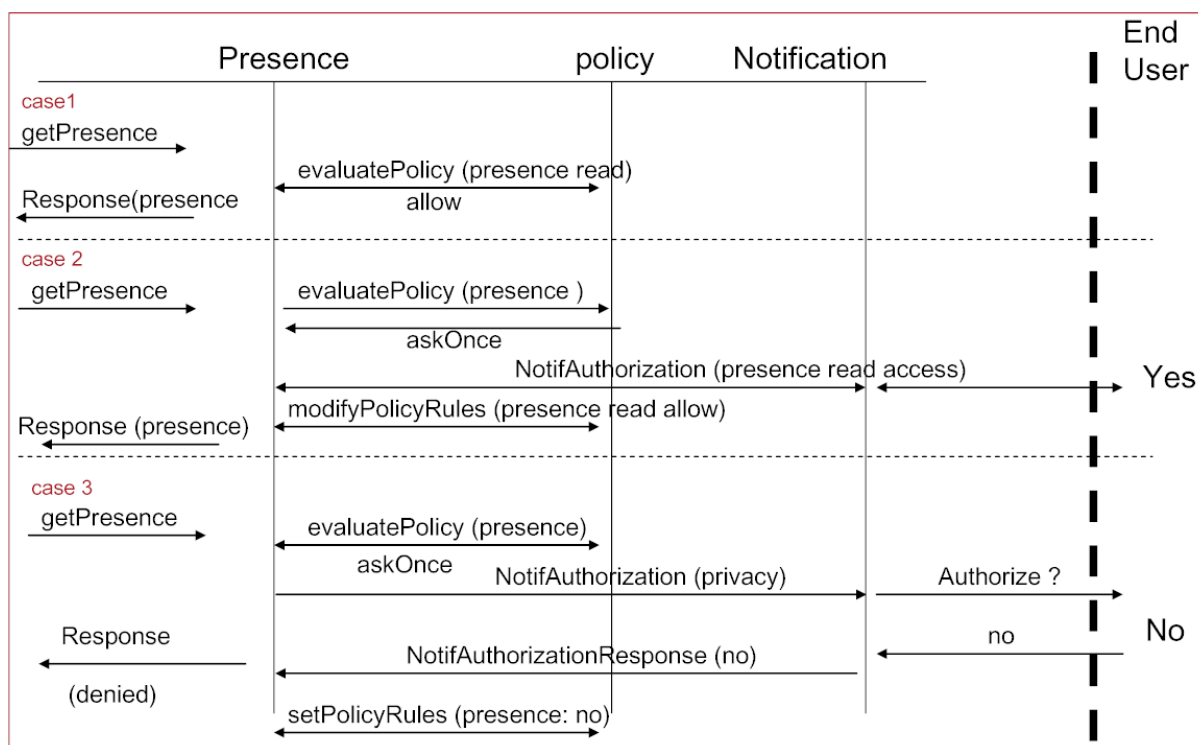 End
User
Presence policy Notification
case1
getPresence
evaluatePolicy (presence read)
allow
Response(presence
case 2
getPresence
evaluatePolicy (presence )
askOnce
NotifAuthorization (presence read access)
Yes
modifyPolicyRules (presence read allow)
Response (presence)
case 3
getPresence
evaluatePolicy (presence)
askOnce
NotifAuthorization (privacy)
Authorize ?
No
no
Response
(denied)
NotifAuthorizationResponse (no)
setPolicyRules (presence: no)